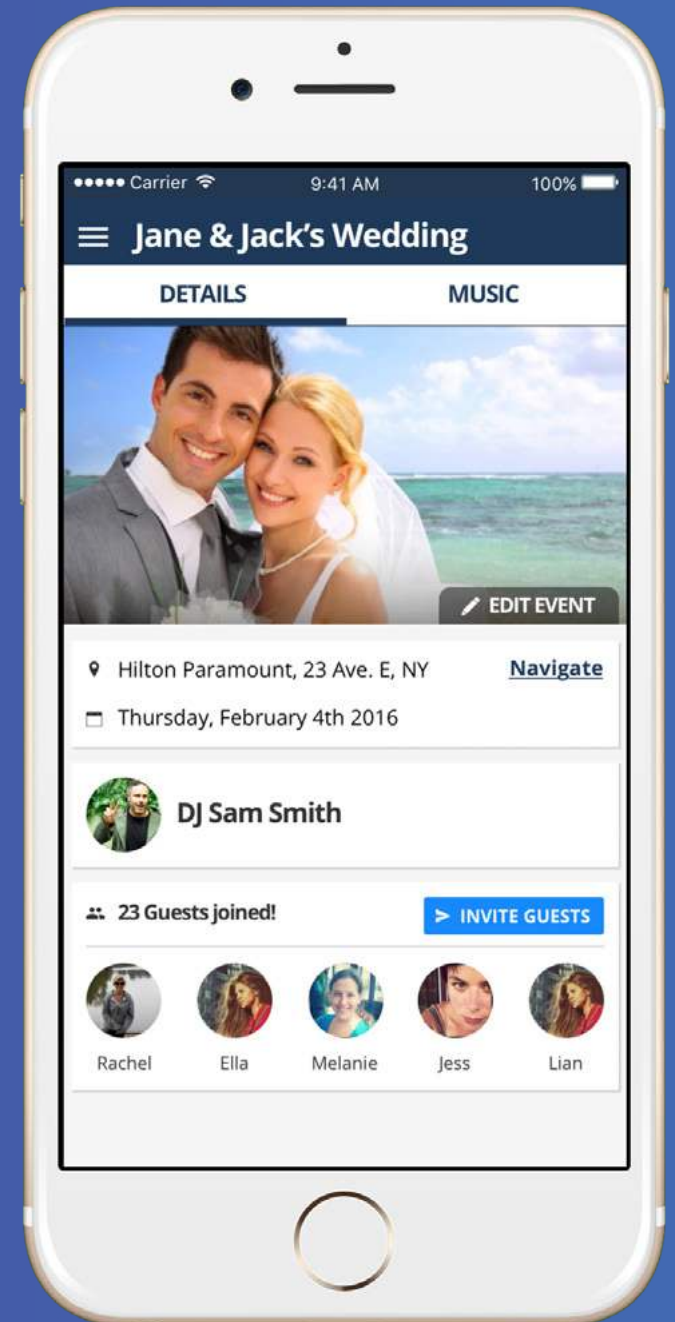 Carrier 9:41 AM 100%
Jane & Jack's Wedding
DETAILS MUSIC
EDIT EVENT
Hilton Paramount, 23 Ave. E, NY Navigate
Thursday, February 4th 2016
DJ Sam Smith
23 Guests joined! INVITE GUESTS
Rachel Ella Melanie Jess Lian